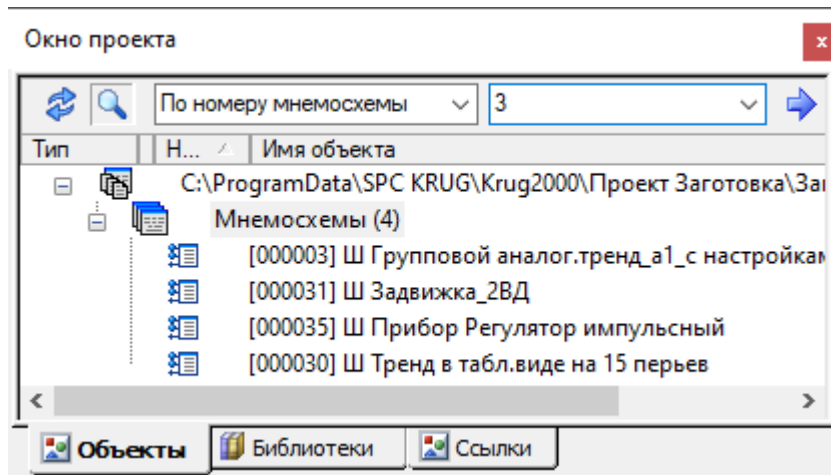 Окно проекта
По номеру мнемосхемы 3
Тип Н... Имя объекта
C:\ProgramData\SPC KRUG\Krug2000\Проект Заготовка\За
Мнемосхемы (4)
[000003] Ш Групповой аналог.тренд_а1_с настройкам
[000031] Ш Задвижка_2ВД
[000035] Ш Прибор Регулятор импульсный
[000030] Ш Тренд в табл.виде на 15 перьев
Объекты Библиотеки Ссылки